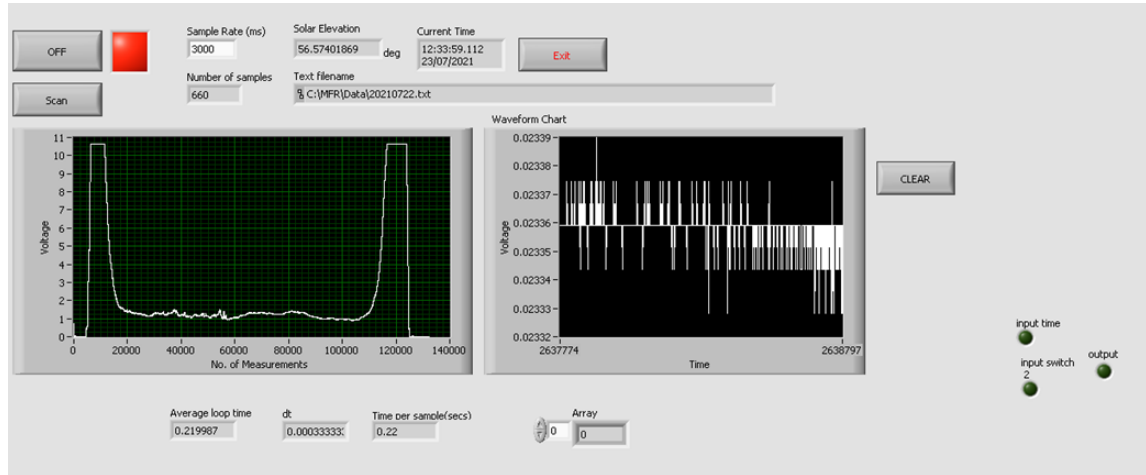 OFF
Scan
Sample Rate (ms)
3000
Solar Elevation
56.57401869 deg
Current Time
12:33:59.112
23/07/2021
Exit
Number of samples
660
Text filename
C:\MFR\Data\20210722.txt
11
10
9
8
7
6
5
4
3
2
1
0
Voltage
0 20000 40000 60000 80000 100000 120000 140000
No. of Measurements
Waveform Chart
0.02339
0.02338
0.02337
0.02336
0.02335
0.02334
0.02333
0.02332
Voltage
2637774 2638797
Time
CLEAR
input time
input switch
2
output
Average loop time
0.219987
dt
0.00033333
Time per sample(secs)
0.22
Array
0 0